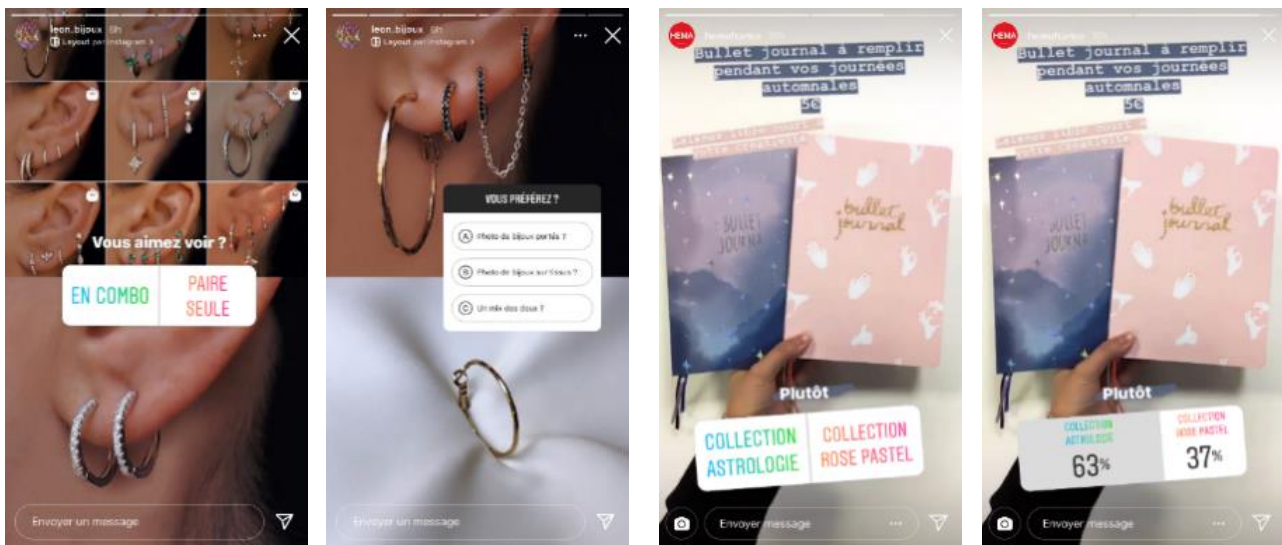 leon.bijoux
Layout par Instagram >
Vous aimez voir ?
EN COMBO
PAIRE
SEULE
Envoyer un message
leon.bijoux
Layout par Instagram >
VOUS PRÉFÉREZ ?
A Photo de bijoux portés ?
B Photo de bijoux sur tissus ?
C Un mix des deux ?
Envoyer un message
HEMA
Bullet journal à remplir
pendant vos journées
automnales
5€
BULLET
JOURNA
bullet
journal
Plutôt
COLLECTION
ASTROLOGIE
COLLECTION
ROSE PASTEL
Envoyer message
HEMA
Bullet journal à remplir
pendant vos journées
automnales
5€
BULLET
JOURNA
bullet
journal
Plutôt
COLLECTION
ASTROLOGIE
63%
COLLECTION
ROSE PASTEL
37%
Envoyer message